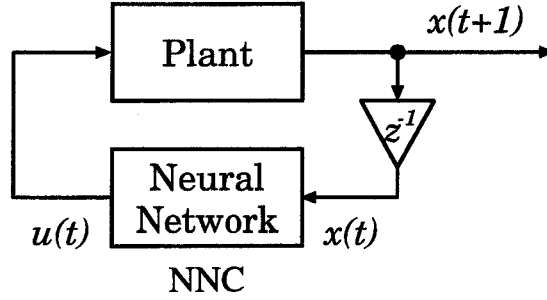 x(t+1)
Plant
z-1
Neural
Network
u(t)
x(t)
NNC